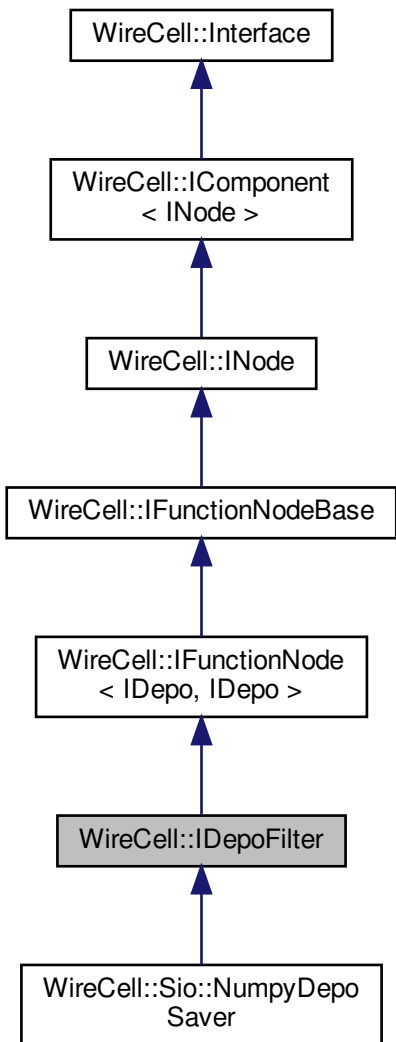 WireCell::Interface
WireCell::IComponent
< INode >
WireCell::INode
WireCell::IFunctionNodeBase
WireCell::IFunctionNode
< IDepo, IDepo >
WireCell::IDepoFilter
WireCell::Sio::NumpyDepo
Saver